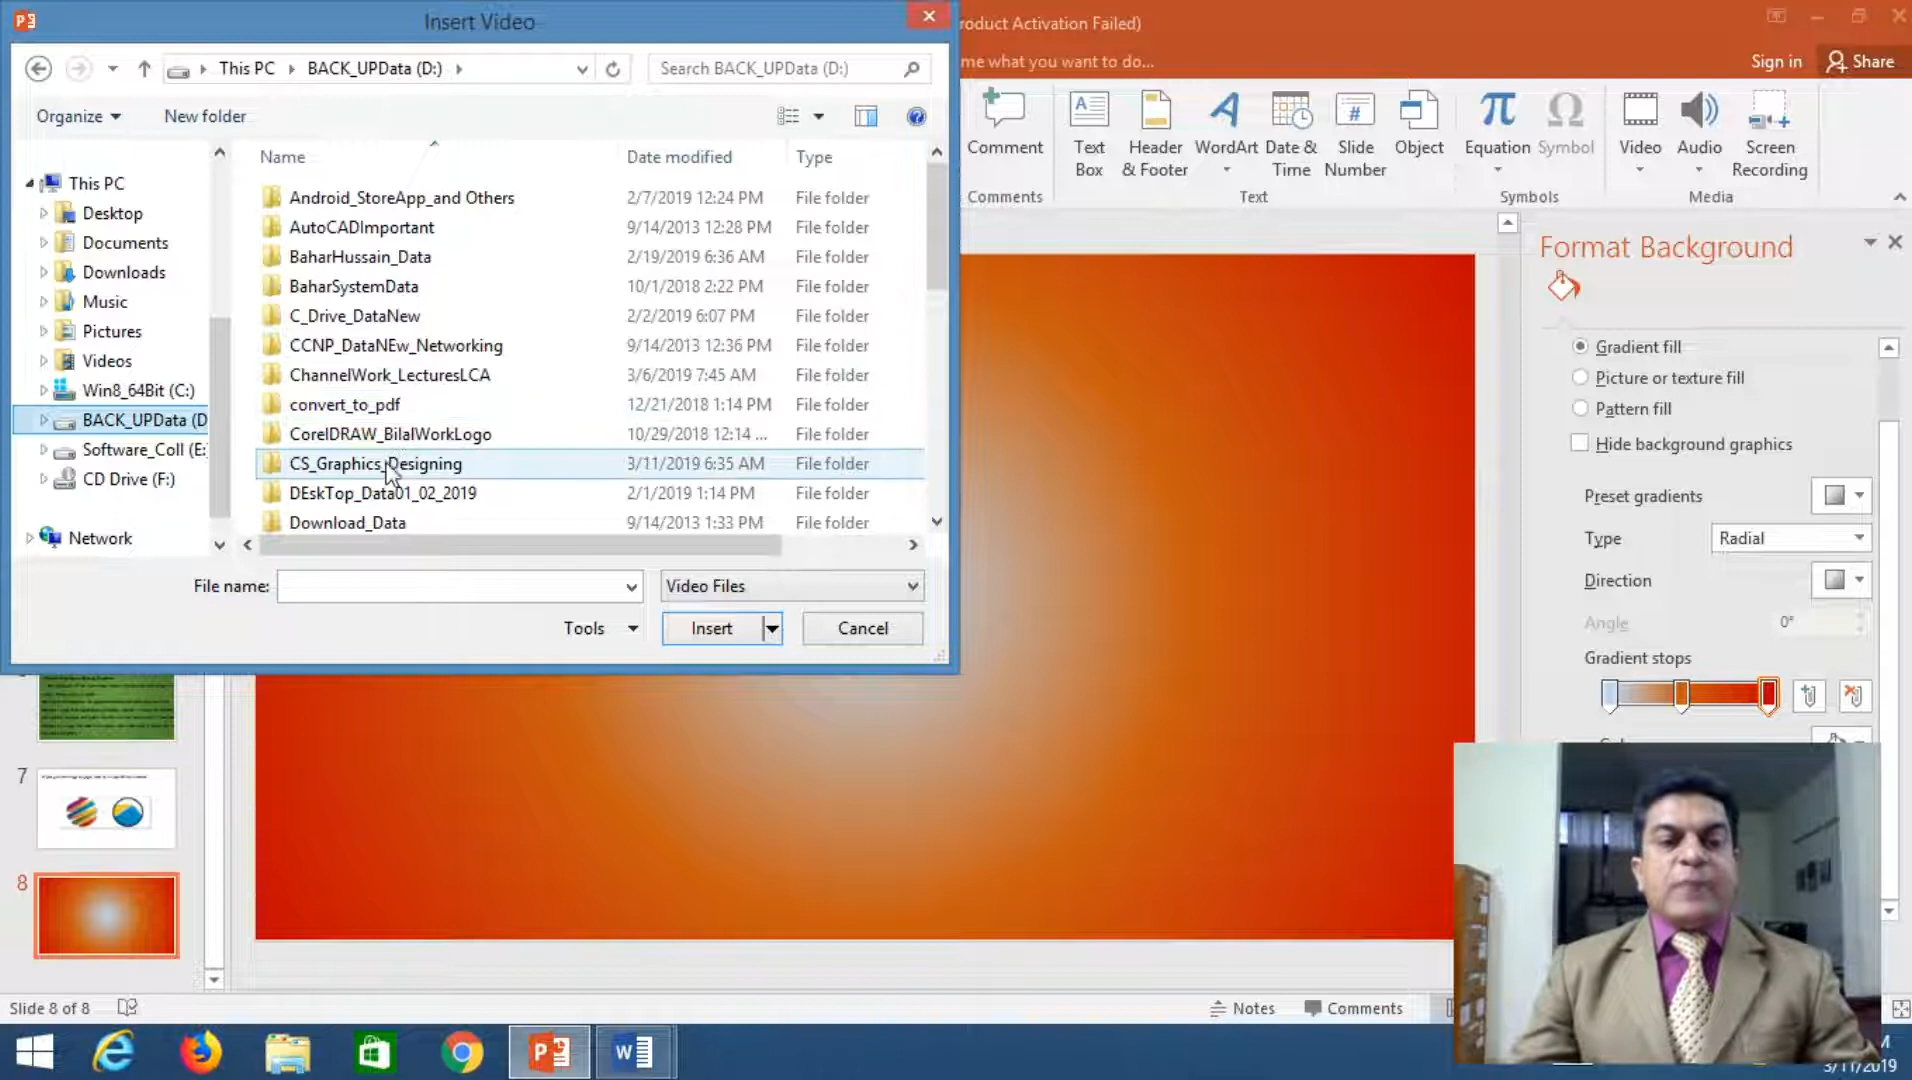 Insert Video
roduct Activation Failed)
me what you want to do...
Sign in
Share
This PC
BACK_UPData (D:)
Search BACK_UPData (D:)
Organize
New folder
Name
Date modified
Type
This PC
Desktop
Documents
Downloads
Music
Pictures
Videos
Win8_64Bit (C:)
BACK_UPData (D
Software_Coll (E:
CD Drive (F:)
Network
Android_StoreApp_and Others 2/7/2019 12:24 PM File folder
AutoCADImportant 9/14/2013 12:28 PM File folder
BaharHussain_Data 2/19/2019 6:36 AM File folder
BaharSystemData 10/1/2018 2:22 PM File folder
C_Drive_DataNew 2/2/2019 6:07 PM File folder
CCNP_DataNEw_Networking 9/14/2013 12:36 PM File folder
ChannelWork_LecturesLCA 3/6/2019 7:45 AM File folder
convert_to_pdf 12/21/2018 1:14 PM File folder
CorelDRAW_BilalWorkLogo 10/29/2018 12:14 ... File folder
CS_Graphics_Designing 3/11/2019 6:35 AM File folder
DEskTop_Data01_02_2019 2/1/2019 1:14 PM File folder
Download_Data 9/14/2013 1:33 PM File folder
File name:
Video Files
Tools
Insert
Cancel
Comment
Text Box
Header & Footer
WordArt
Date & Time
Slide Number
Object
Equation
Symbol
Video
Audio
Screen Recording
Comments
Text
Symbols
Media
Format Background
Gradient fill
Picture or texture fill
Pattern fill
Hide background graphics
Preset gradients
Type
Radial
Direction
Angle
0°
Gradient stops
7
8
Slide 8 of 8
Notes
Comments
3/11/2019